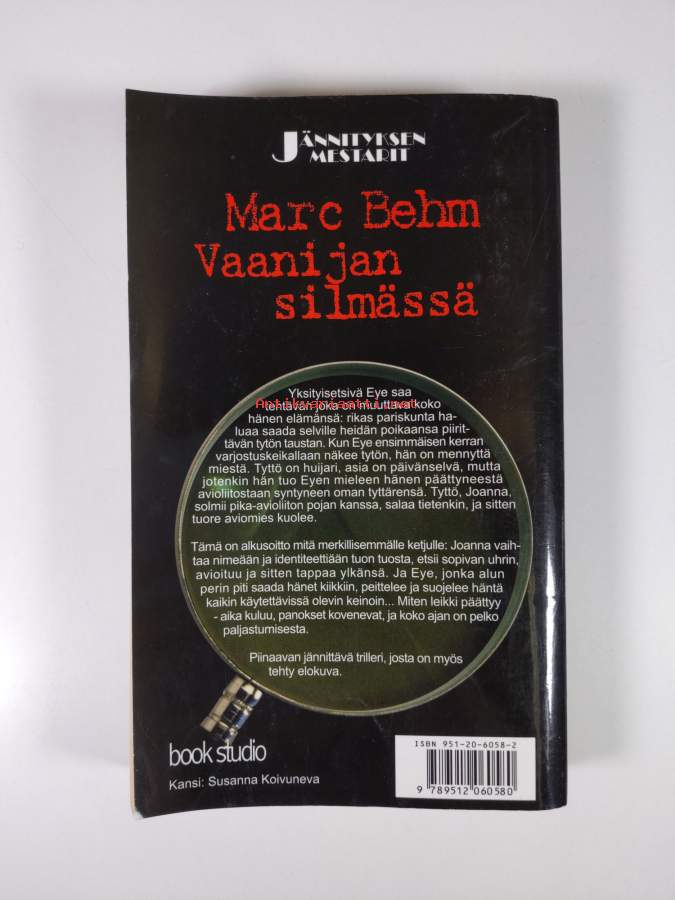 JÄNNITYKSEN
MESTARIT
Marc Behm
Vaanijan
silmässä
Yksityisetsivä Eye saa
Antikvariaatti.net
tehtävän joka on muuttava koko
hänen elämänsä: rikas pariskunta ha-
luaa saada selville heidän poikaansa piirit-
tävän tytön taustan. Kun Eye ensimmäisen kerran
varjostuskeikallaan näkee tytön, hän on mennyttä
miestä. Tyttö on huijari, asia on päivänselvä, mutta
jotenkin hän tuo Eyen mieleen hänen päättyneestä
avioliitostaan syntyneen oman tyttärensä. Tyttö, Joanna,
solmii pika-avioliiton pojan kanssa, salaa tietenkin, ja sitten
tuore aviomies kuolee.
Tämä on alkusoitto mitä merkillisemmälle ketjulle: Joanna vaih-
taa nimeään ja identiteettiään tuon tuosta, etsii sopivan uhrin,
avioituu ja sitten tappaa ylkänsä. Ja Eye, jonka alun
perin piti saada hänet kiikkiin, peittelee ja suojelee häntä
kaikin käytettävissä olevin keinoin... Miten leikki päättyy
- aika kuluu, panokset kovenevat, ja koko ajan on pelko
paljastumisesta.
Piinaavan jännittävä trilleri, josta on myös
tehty elokuva.
book studio
Kansi: Susanna Koivuneva
ISBN 951-20-6058-2
9 789512 060580